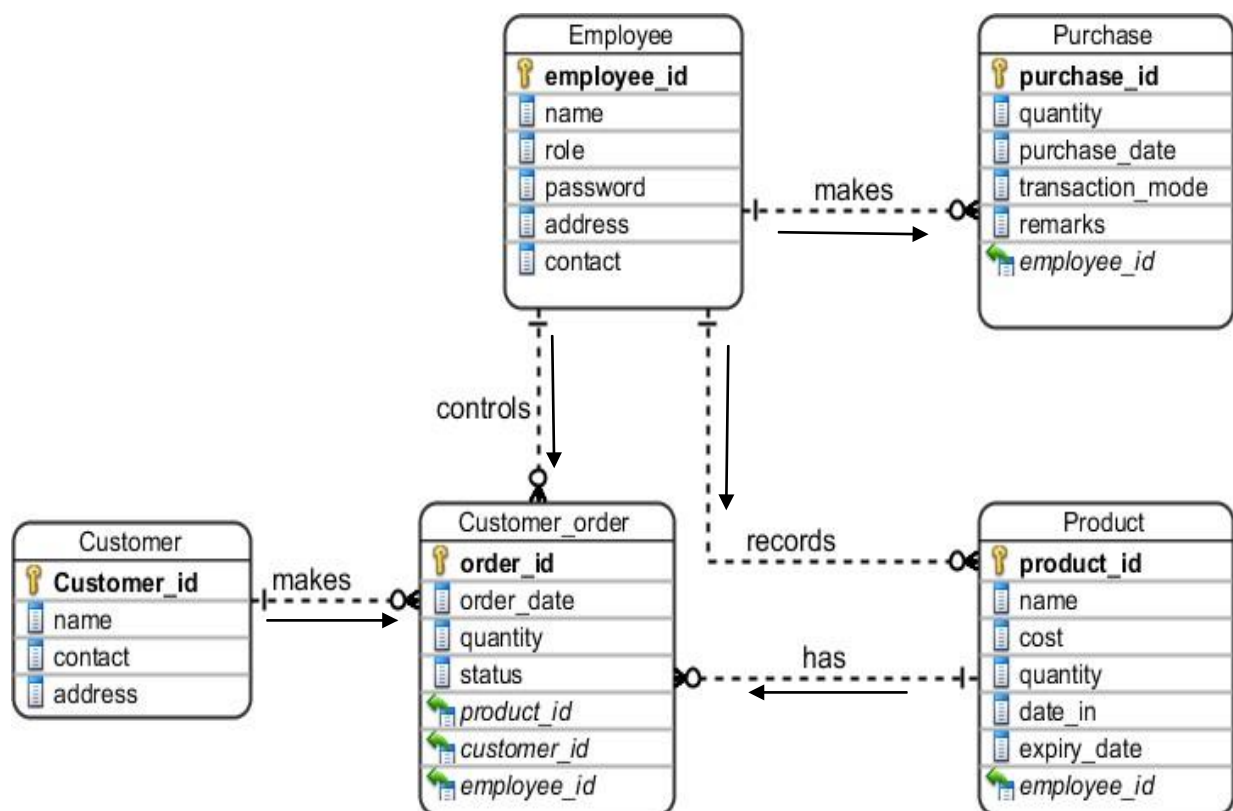 Employee
employee_id
name
role
password
address
contact
makes
Purchase
purchase_id
quantity
purchase_date
transaction_mode
remarks
employee_id
controls
records
Customer
Customer_id
name
contact
address
makes
Customer_order
order_id
order_date
quantity
status
product_id
customer_id
employee_id
has
Product
product_id
name
cost
quantity
date_in
expiry_date
employee_id